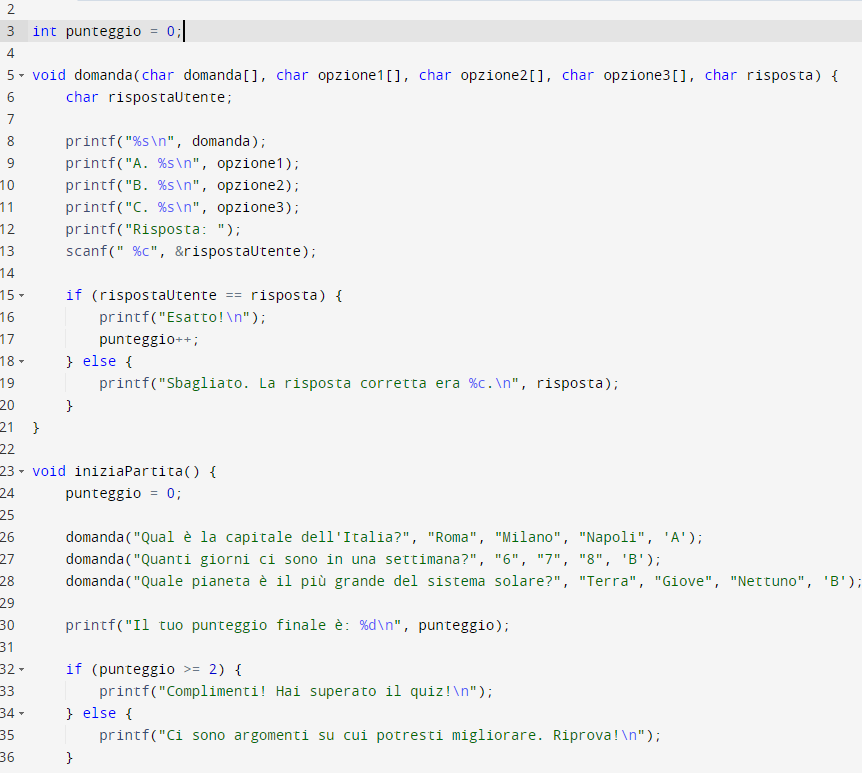 2
3 int punteggio = 0;
4
5 void domanda(char domanda[], char opzione1[], char opzione2[], char opzione3[], char risposta) {
6     char rispostaUtente;
7
8     printf("%s\n", domanda);
9     printf("A. %s\n", opzione1);
10     printf("B. %s\n", opzione2);
11     printf("C. %s\n", opzione3);
12     printf("Risposta: ");
13     scanf(" %c", &rispostaUtente);
14
15     if (rispostaUtente == risposta) {
16         printf("Esatto!\n");
17         punteggio++;
18     } else {
19         printf("Sbagliato. La risposta corretta era %c.\n", risposta);
20     }
21 }
22
23 void iniziaPartita() {
24     punteggio = 0;
25
26     domanda("Qual è la capitale dell'Italia?", "Roma", "Milano", "Napoli", 'A');
27     domanda("Quanti giorni ci sono in una settimana?", "6", "7", "8", 'B');
28     domanda("Quale pianeta è il più grande del sistema solare?", "Terra", "Giove", "Nettuno", 'B');
29
30     printf("Il tuo punteggio finale è: %d\n", punteggio);
31
32     if (punteggio >= 2) {
33         printf("Complimenti! Hai superato il quiz!\n");
34     } else {
35         printf("Ci sono argomenti su cui potresti migliorare. Riprova!\n");
36     }